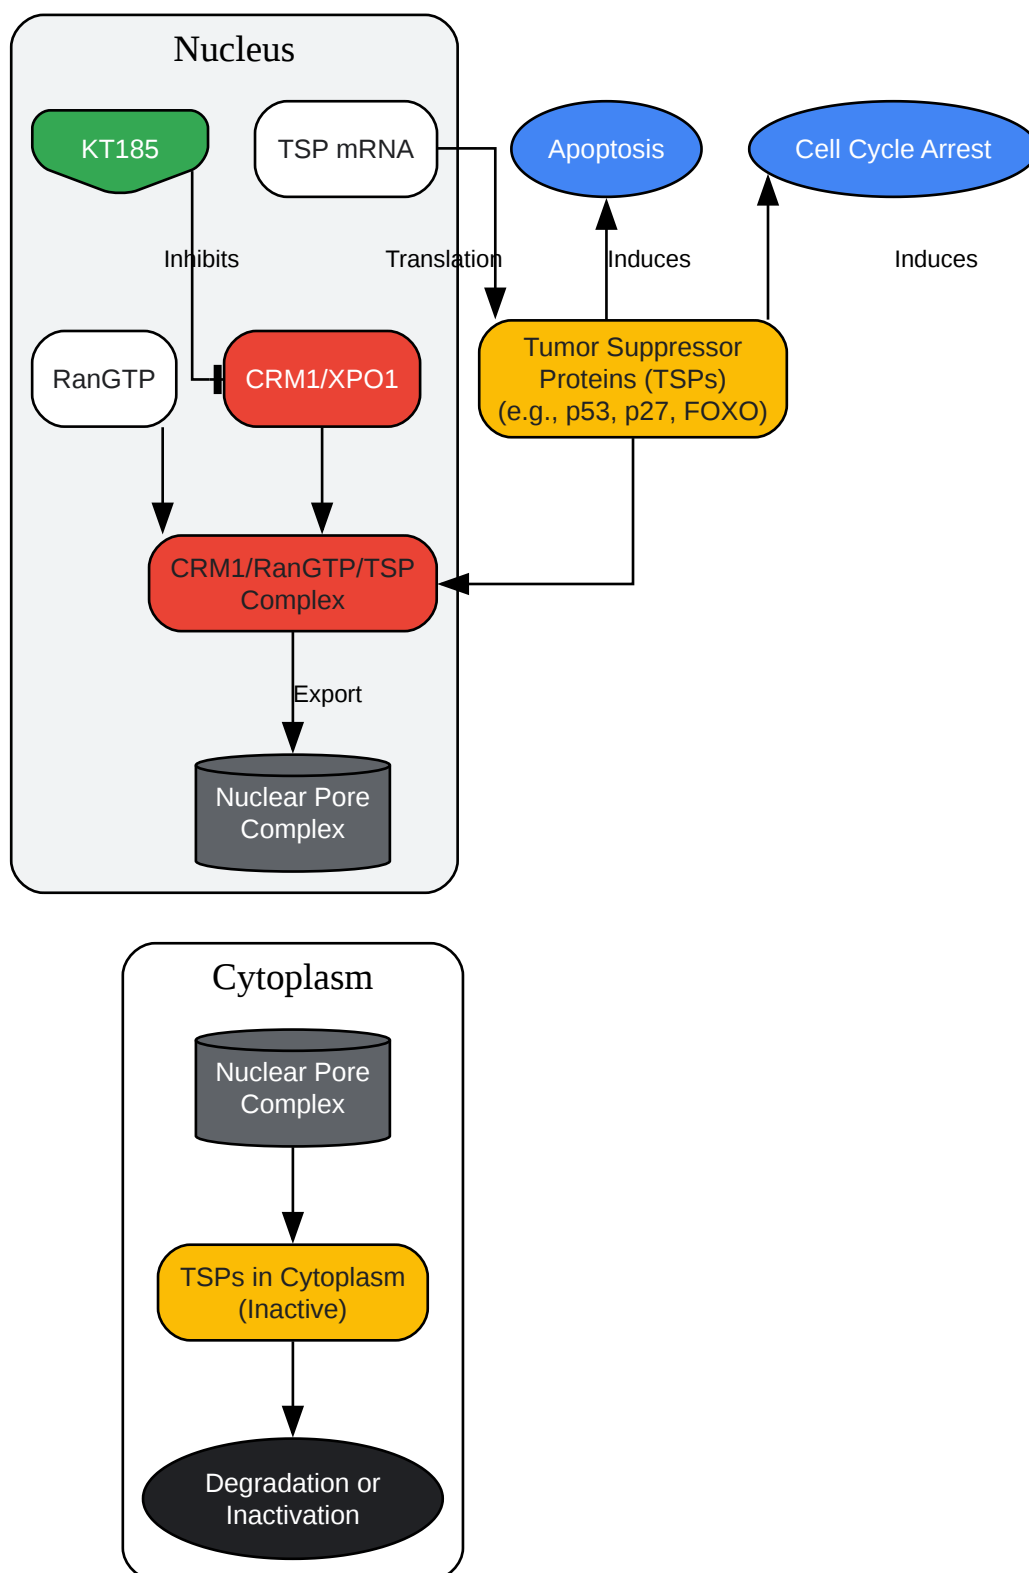 Nucleus
KT185
TSP mRNA
Apoptosis
Cell Cycle Arrest
Inhibits
Translation
Induces
Induces
RanGTP
CRM1/XPO1
Tumor Suppressor
Proteins (TSPs)
(e.g., p53, p27, FOXO)
CRM1/RanGTP/TSP
Complex
Export
Nuclear Pore
Complex
Cytoplasm
Nuclear Pore
Complex
TSPs in Cytoplasm
(Inactive)
Degradation or
Inactivation